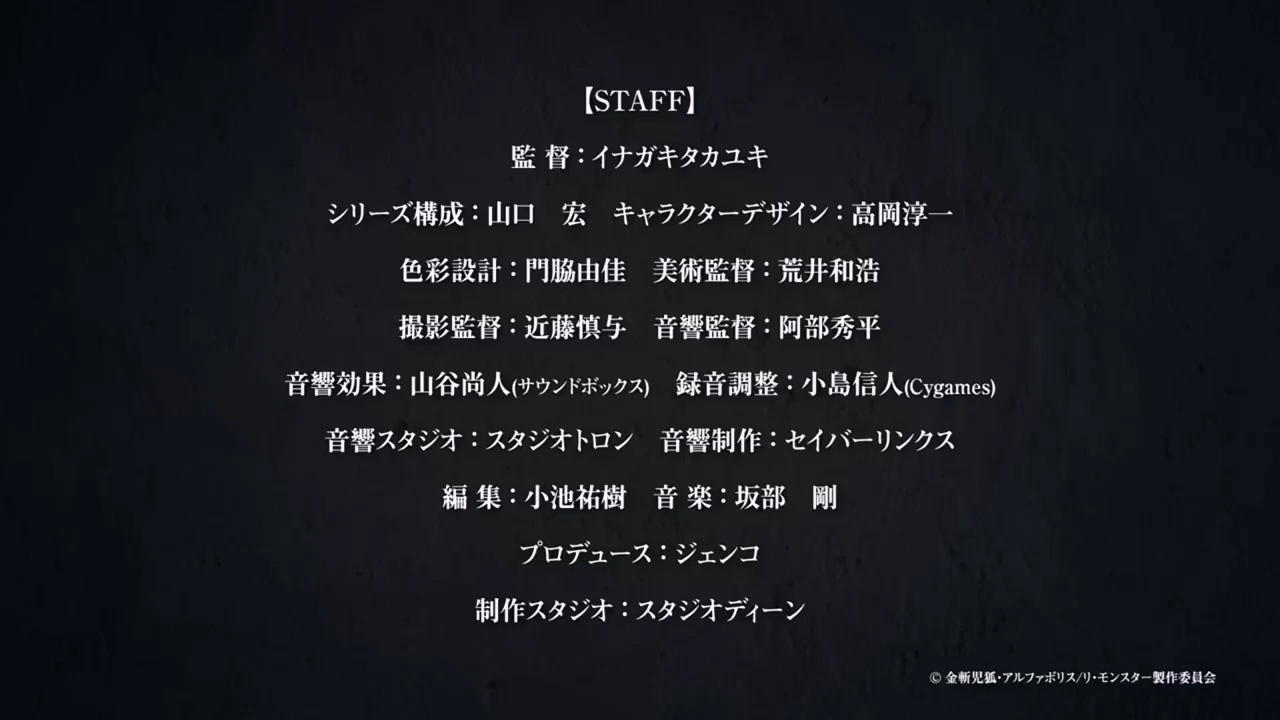 【STAFF】
監 督：イナガキタカユキ
シリーズ構成：山口　宏　キャラクターデザイン：高岡淳一
色彩設計：門脇由佳　美術監督：荒井和浩
撮影監督：近藤慎与　音響監督：阿部秀平
音響効果：山谷尚人(サウンドボックス)　録音調整：小島信人(Cygames)
音響スタジオ：スタジオトロン　音響制作：セイバーリンクス
編 集：小池祐樹　音 楽：坂部　剛
プロデュース：ジェンコ
制作スタジオ：スタジオディーン
© 金斬児狐・アルファポリス/リ・モンスター製作委員会